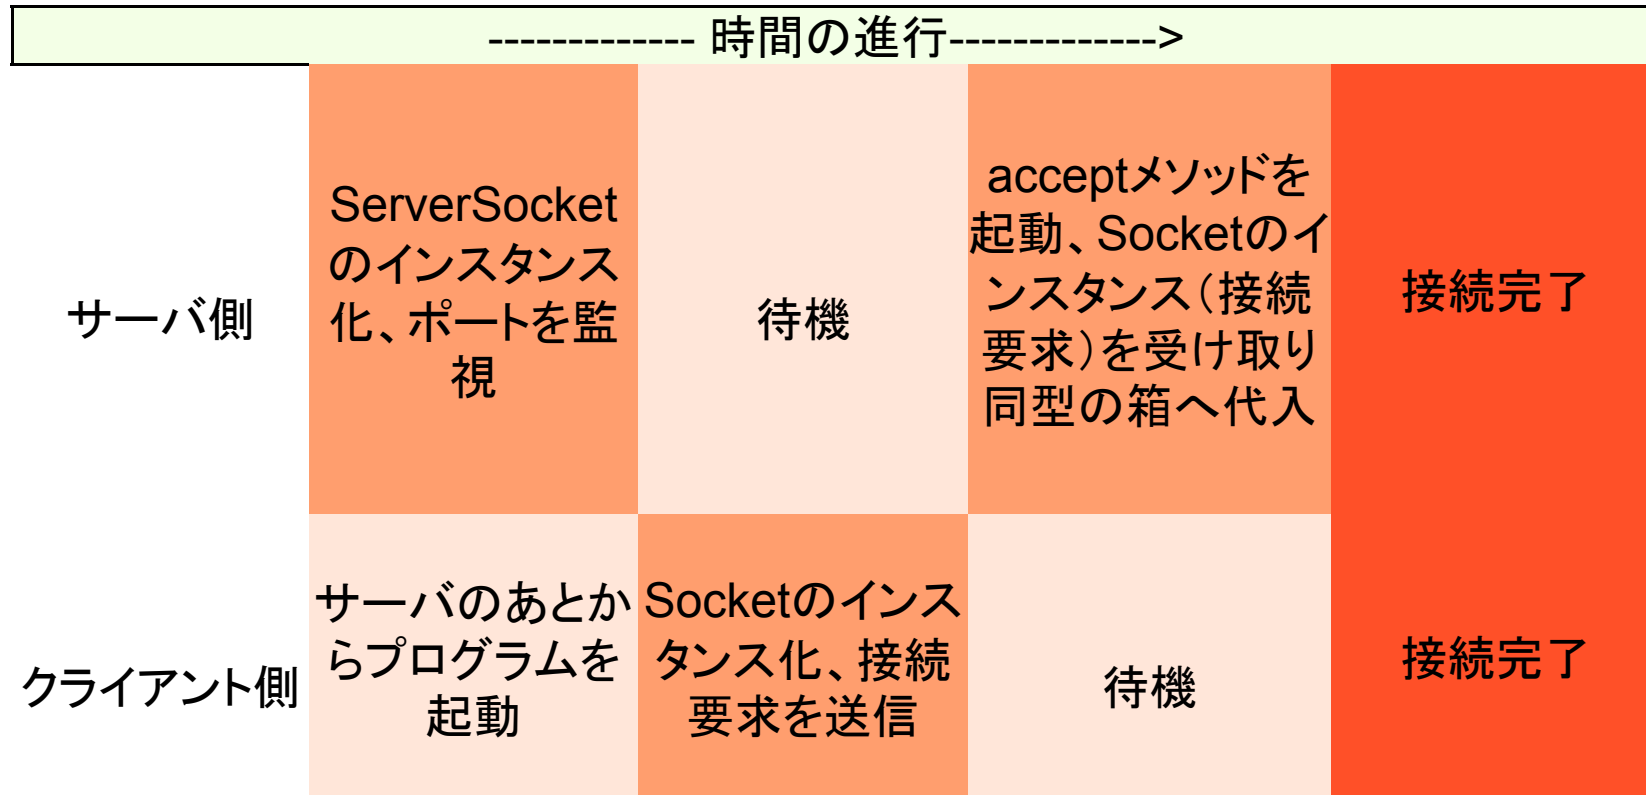 ------------- 時間の進行------------->
サーバ側
ServerSocket
のインスタンス
化、ポートを監
視
待機
acceptメソッドを
起動、Socketのイ
ンスタンス（接続
要求）を受け取り
同型の箱へ代入
接続完了
クライアント側
サーバのあとか
らプログラムを
起動
Socketのインス
タンス化、接続
要求を送信
待機
接続完了